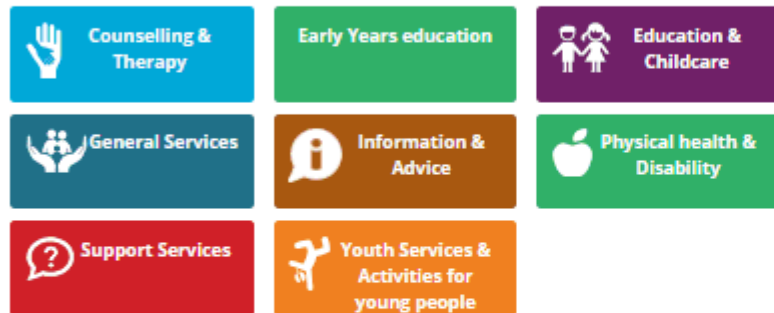 Counselling &
Therapy
Early Years education
Education &
Childcare
General Services
Information &
Advice
Physical health &
Disability
Support Services
Youth Services &
Activities for
young people